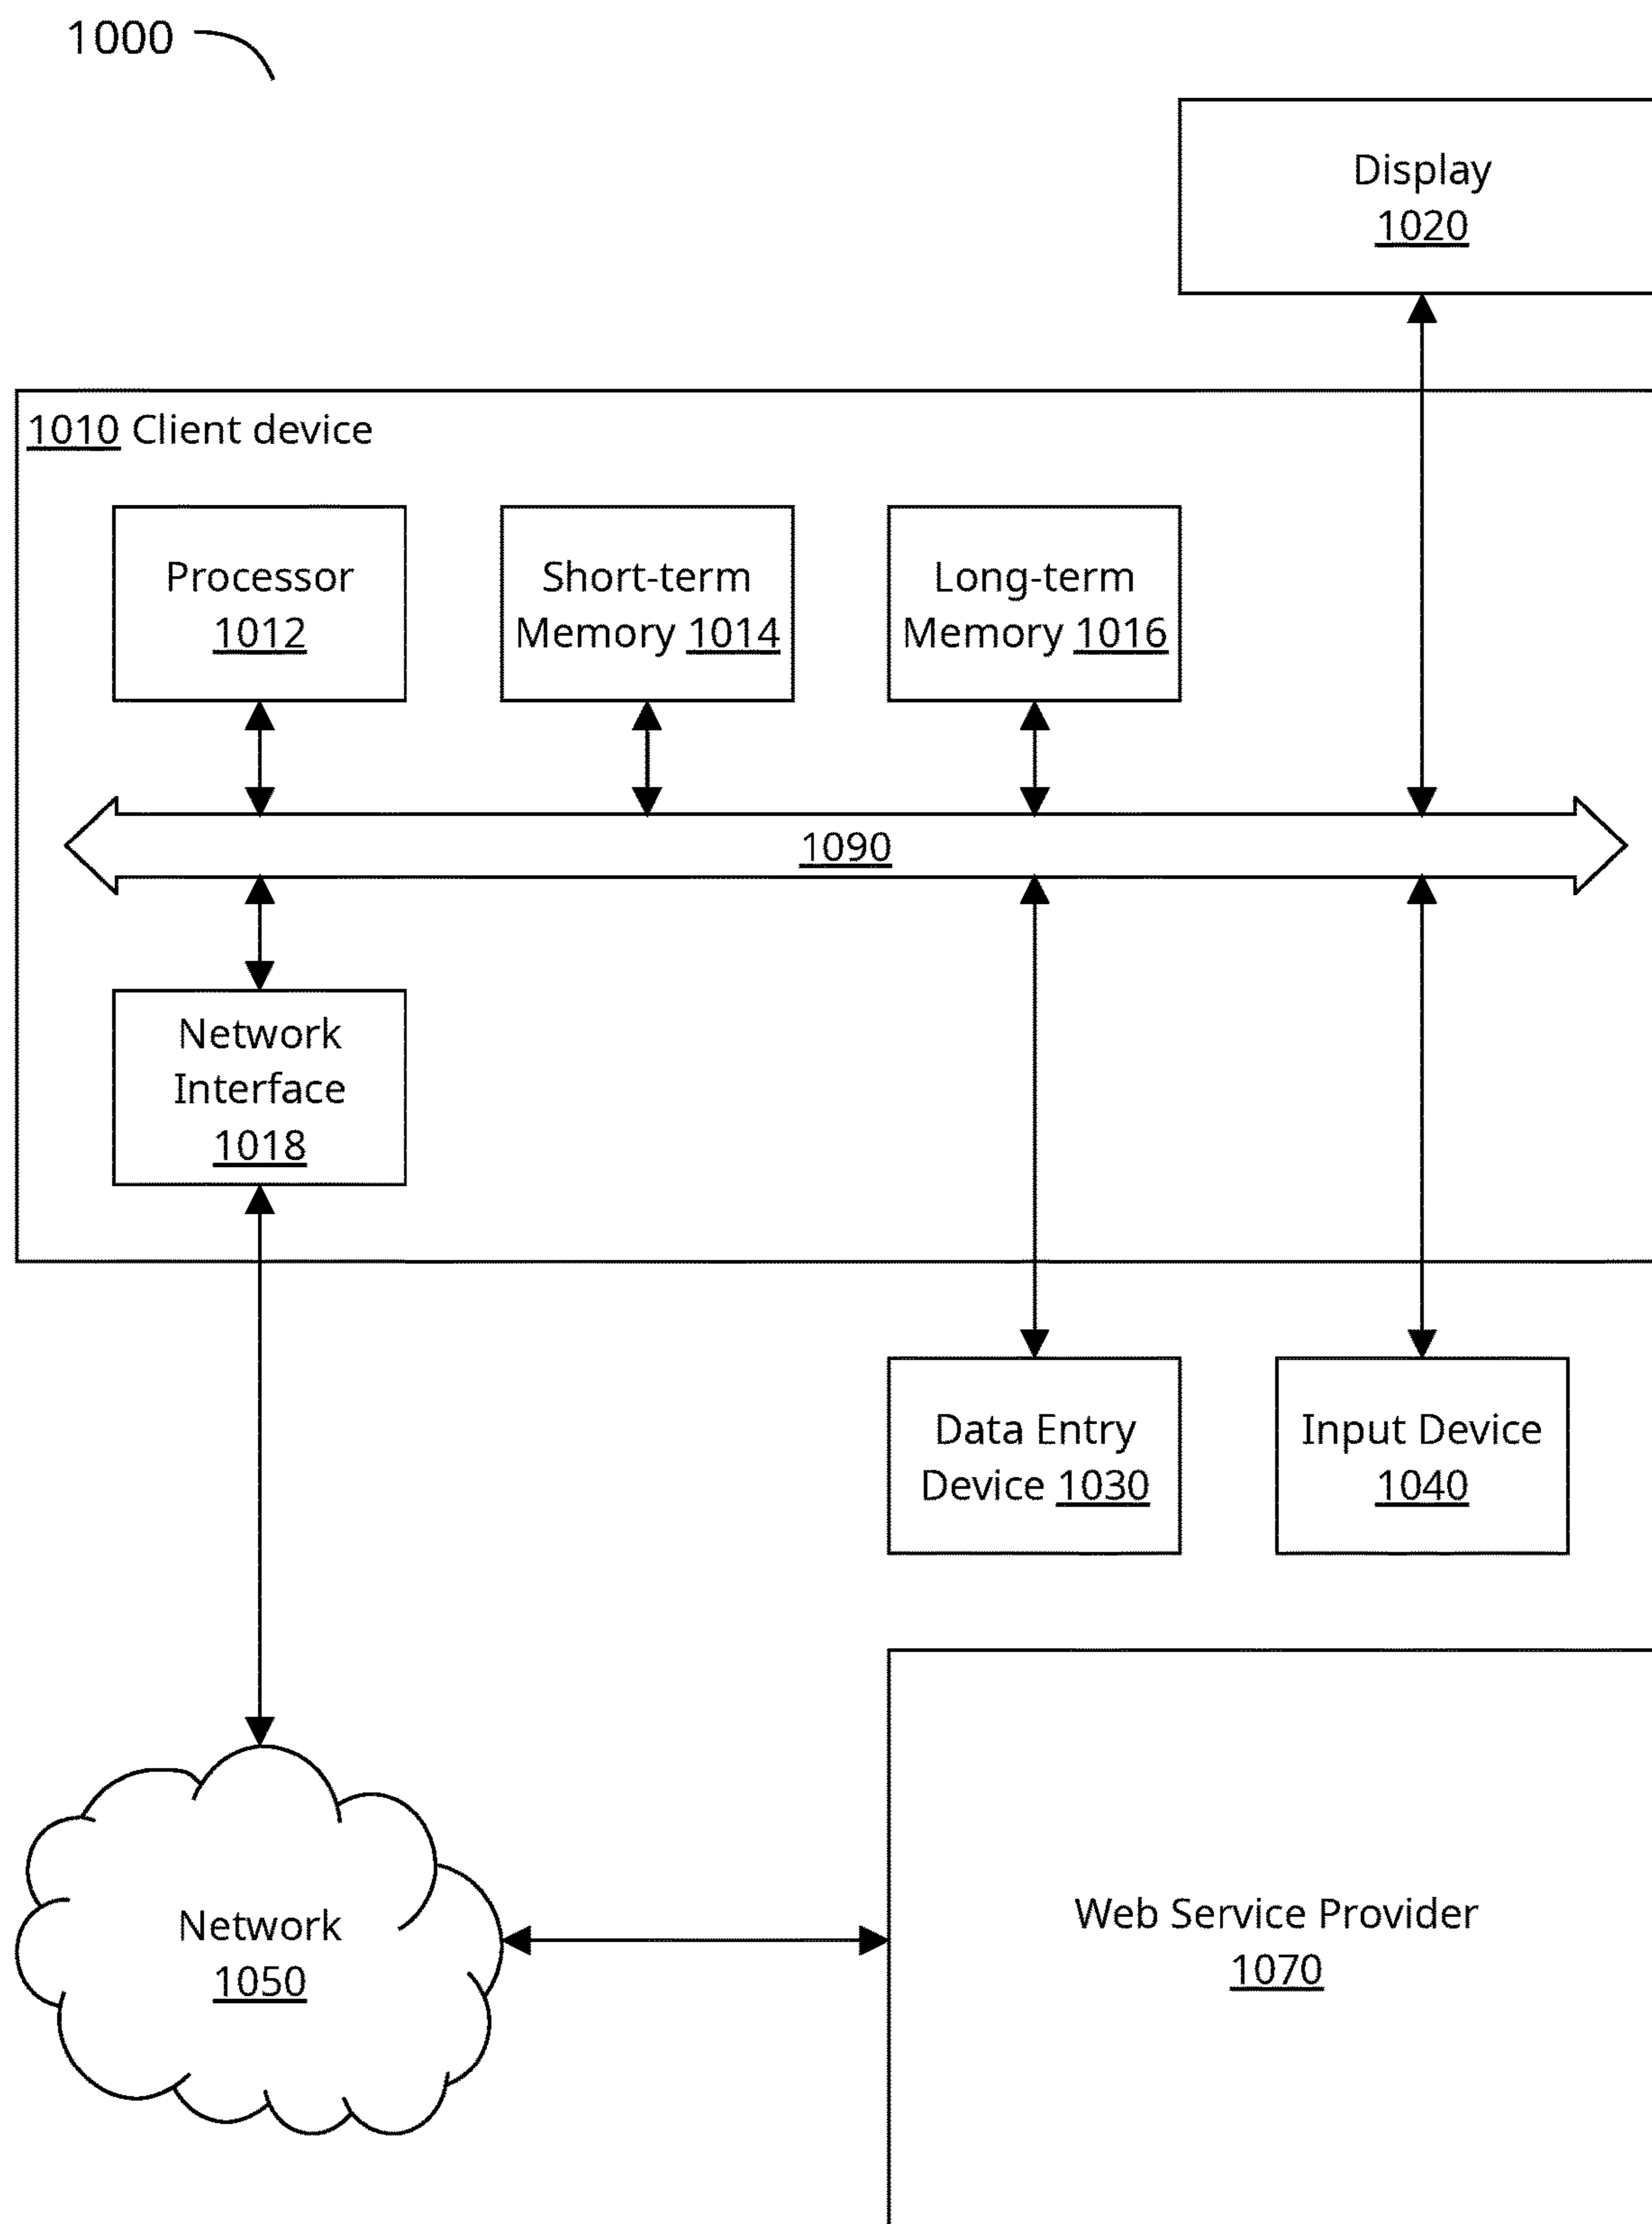 1000
Display
1020
1010 Client device
Processor
1012
Short-term
Memory 1014
Long-term
Memory 1016
1090
Network
Interface
1018
Data Entry
Device 1030
Input Device
1040
Network
1050
Web Service Provider
1070